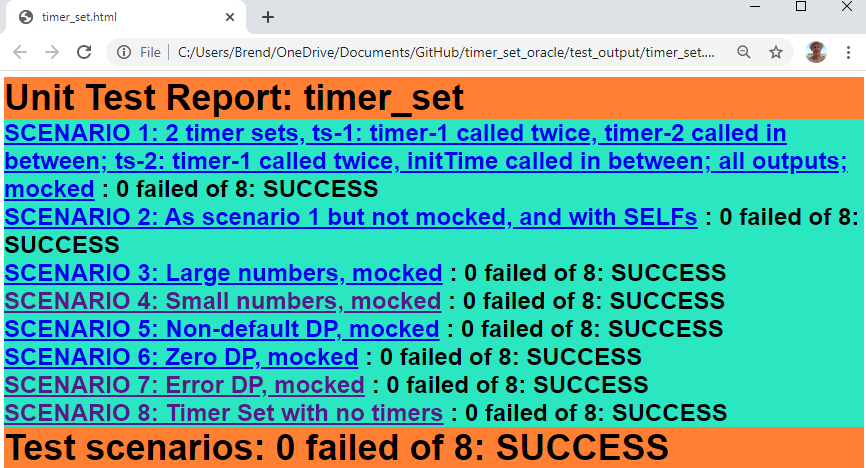 timer_set.html
File | C:/Users/Brend/OneDrive/Documents/GitHub/timer_set_oracle/test_output/timer_set....
Unit Test Report: timer_set
SCENARIO 1: 2 timer sets, ts-1: timer-1 called twice, timer-2 called in
between; ts-2: timer-1 called twice, initTime called in between; all outputs;
mocked : 0 failed of 8: SUCCESS
SCENARIO 2: As scenario 1 but not mocked, and with SELFs : 0 failed of 8:
SUCCESS
SCENARIO 3: Large numbers, mocked : 0 failed of 8: SUCCESS
SCENARIO 4: Small numbers, mocked : 0 failed of 8: SUCCESS
SCENARIO 5: Non-default DP, mocked : 0 failed of 8: SUCCESS
SCENARIO 6: Zero DP, mocked : 0 failed of 8: SUCCESS
SCENARIO 7: Error DP, mocked : 0 failed of 8: SUCCESS
SCENARIO 8: Timer Set with no timers : 0 failed of 8: SUCCESS
Test scenarios: 0 failed of 8: SUCCESS